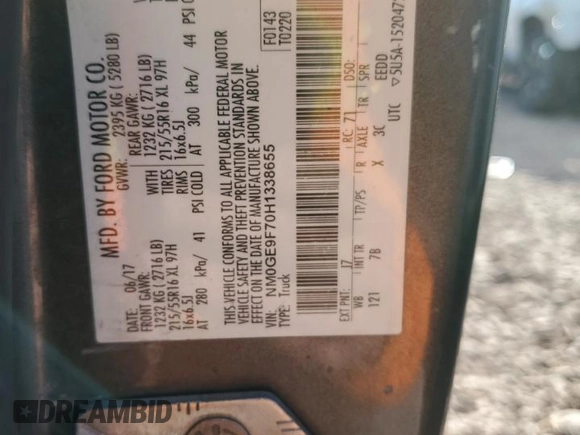 MFD. BY FORD MOTOR CO.
DATE: 06/17 GVWR: 2395 KG ( 5280 LB)
FRONT GAWR: REAR GAWR:
1232 KG ( 2716 LB) WITH 1232 KG ( 2716 LB)
215/55R16 XL 97H TIRES 215/55R16 XL 97H
16x6.5J RIMS 16x6.5J
AT 280 kPa/ 41 PSI COLD AT 300 kPa/ 44 PSI
THIS VEHICLE CONFORMS TO ALL APPLICABLE FEDERAL MOTOR
VEHICLE SAFETY AND THEFT PREVENTION STANDARDS IN
EFFECT ON THE DATE OF MANUFACTURE SHOWN ABOVE.
VIN: NM0GE9F70H1338655 F0143
TYPE: Truck T0220
EXT PNT: J7 RC: 71 DSO:
WB INT TR TP/PS R AXLE TR SPR
121 7B X 3C EEDD
UTC ▽5U5A-152047
DREAMBID